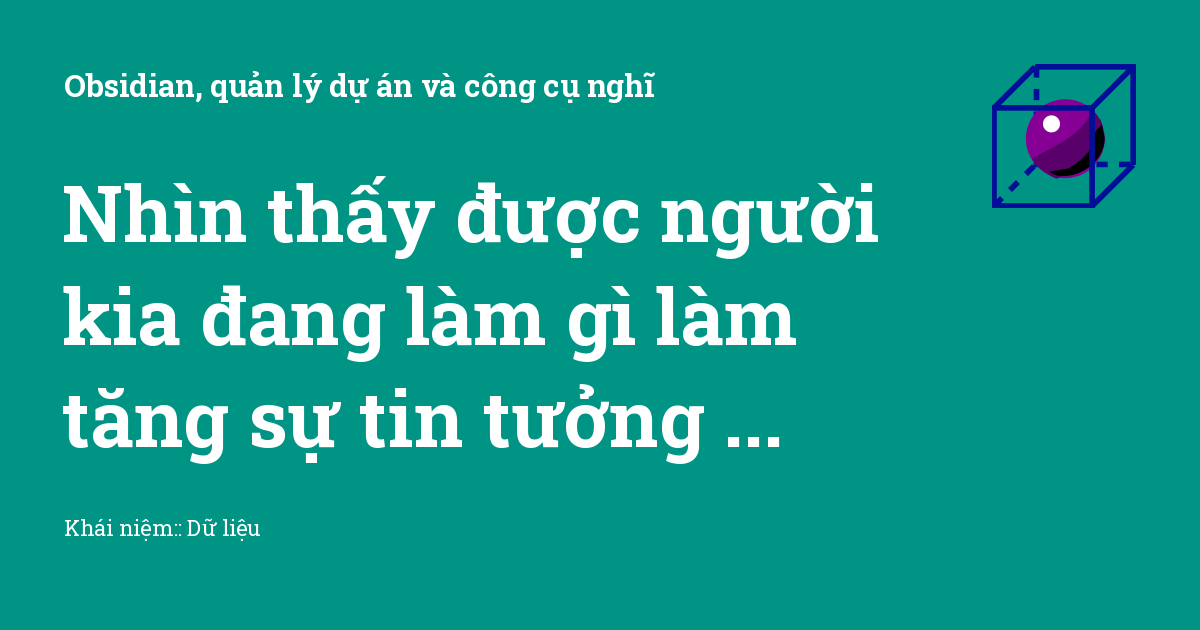 Obsidian, quản lý dự án và công cụ nghĩ
Nhìn thấy được người
kia đang làm gì làm
tăng sự tin tưởng ...
Khái niệm:: Dữ liệu